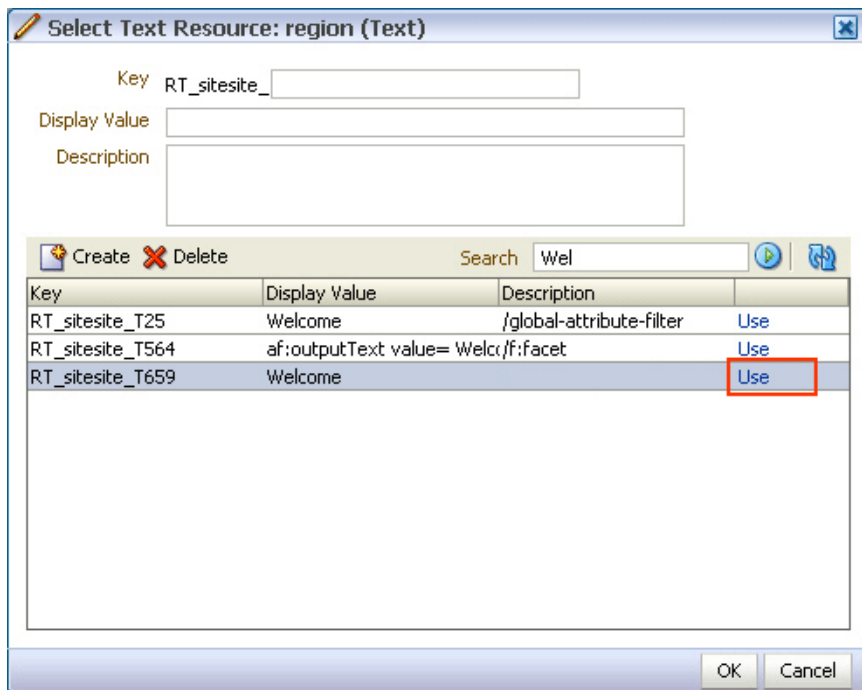 Select Text Resource: region (Text)
Key RT_sitesite_
Display Value
Description
Create Delete Search Wel
Key Display Value Description
RT_sitesite_T25 Welcome /global-attribute-filter Use
RT_sitesite_T564 af:outputText value= Welc /f:facet Use
RT_sitesite_T659 Welcome Use
OK Cancel